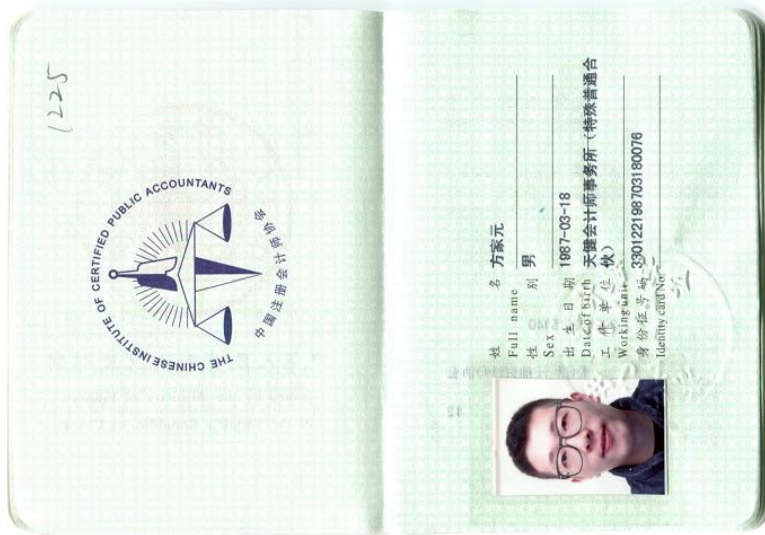 1225
THE CHINESE INSTITUTE OF CERTIFIED PUBLIC ACCOUNTANTS
中国注册会计师协会
姓 名 方家元
Full name
性 别 男
Sex
出生日期 1987-03-18
Date of birth
工作单位 天健会计师事务所（特殊普通合
Working unit 伙）
身份证号码 330122198703180076
Identity card No.